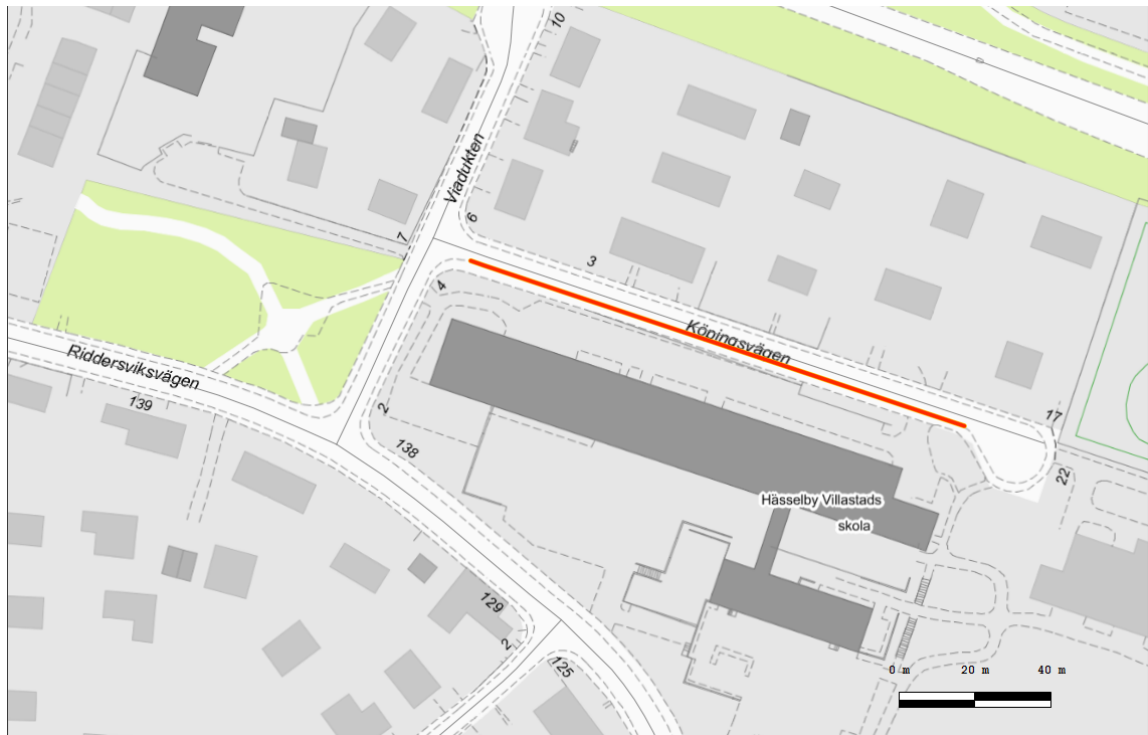 10
Viadukten
6
7
3
4
Köpingsvägen
Riddersviksvägen
139
2
138
17
22
Hässelby Villastads
skola
129
2
125
0 m 20 m 40 m